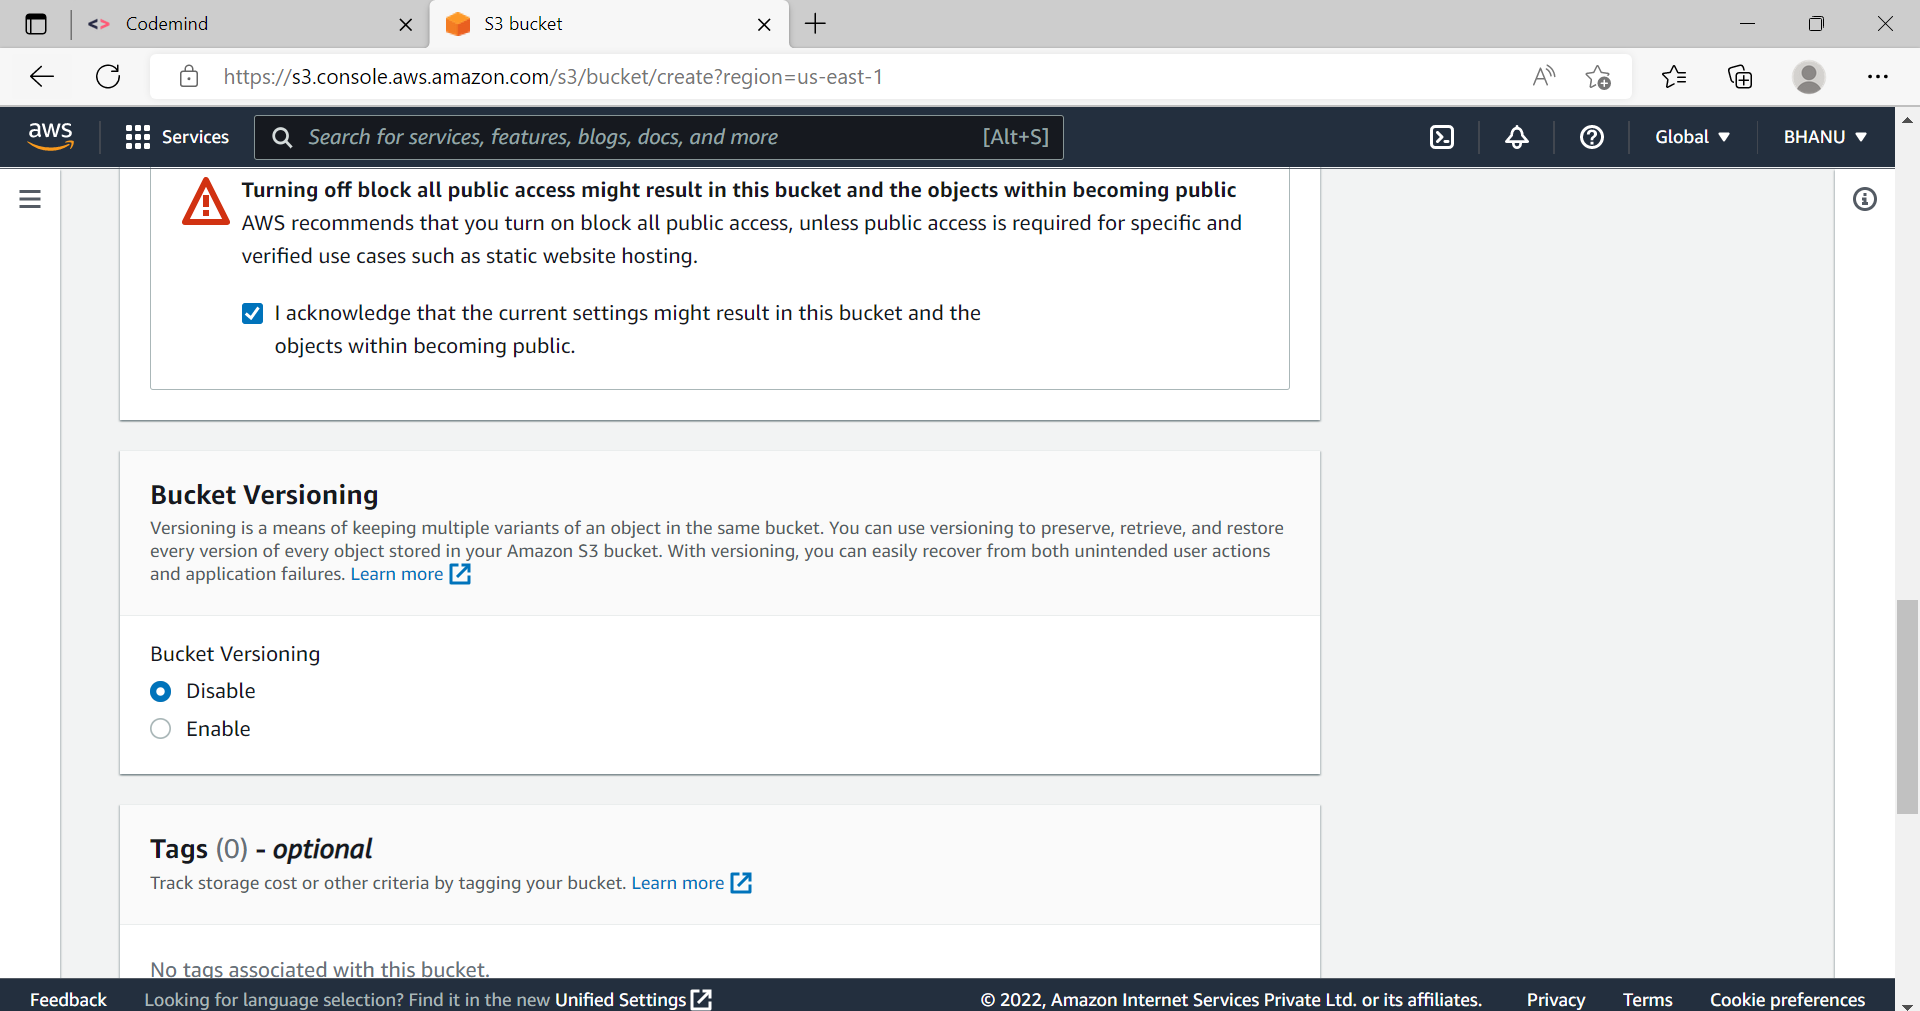 <> Codemind
S3 bucket
https://s3.console.aws.amazon.com/s3/bucket/create?region=us-east-1
aws
Services
Search for services, features, blogs, docs, and more [Alt+S]
Global ▼
BHANU ▼
Turning off block all public access might result in this bucket and the objects within becoming public
AWS recommends that you turn on block all public access, unless public access is required for specific and
verified use cases such as static website hosting.
I acknowledge that the current settings might result in this bucket and the
objects within becoming public.
Bucket Versioning
Versioning is a means of keeping multiple variants of an object in the same bucket. You can use versioning to preserve, retrieve, and restore
every version of every object stored in your Amazon S3 bucket. With versioning, you can easily recover from both unintended user actions
and application failures. Learn more
Bucket Versioning
Disable
Enable
Tags (0) - optional
Track storage cost or other criteria by tagging your bucket. Learn more
No tags associated with this bucket.
Feedback
Looking for language selection? Find it in the new Unified Settings
© 2022, Amazon Internet Services Private Ltd. or its affiliates.
Privacy
Terms
Cookie preferences